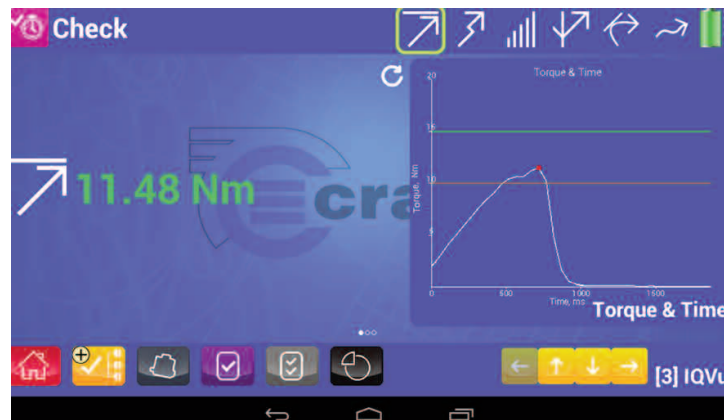 Check
Torque & Time
20
15
10
5
Torque, Nm
11.48 Nm
cra
0
500
1000
1500
Time, ms
Torque & Time
[3] IQVu